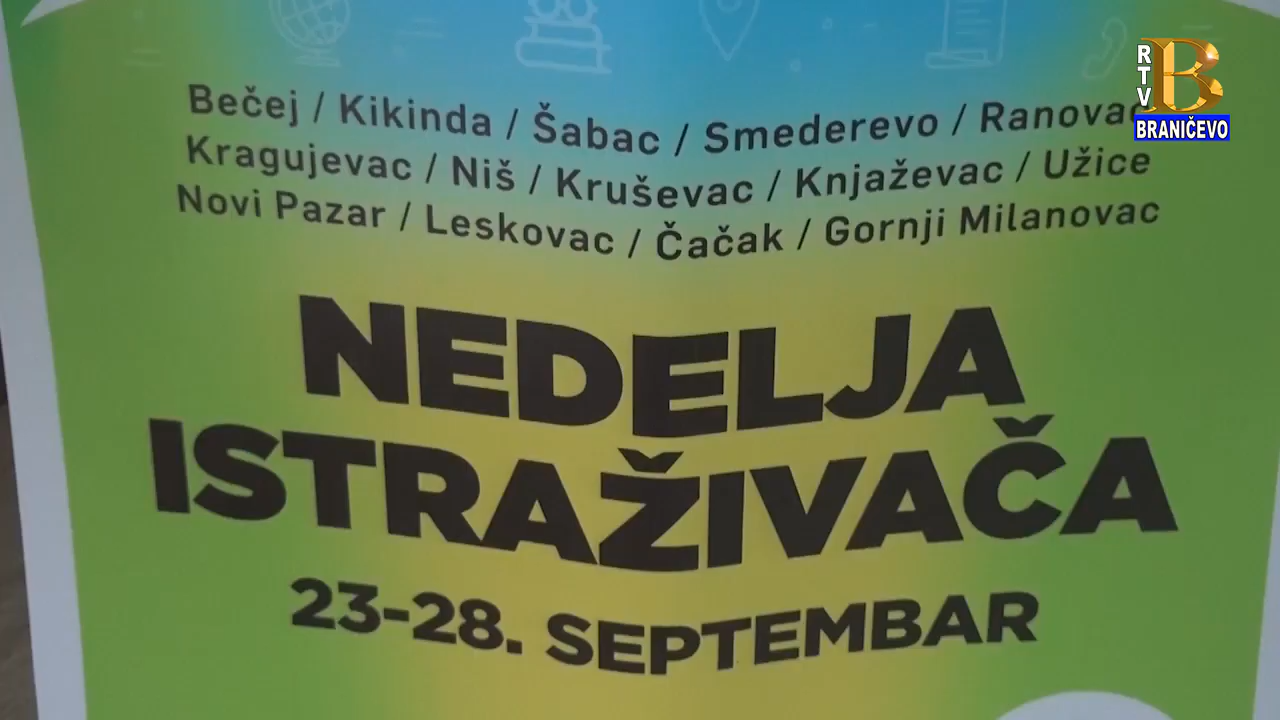 RTV B
BRANIČEVO
Bečej / Kikinda / Šabac / Smederevo / Ranovac
Kragujevac / Niš / Kruševac / Knjaževac / Užice
Novi Pazar / Leskovac / Čačak / Gornji Milanovac
NEDELJA
ISTRAŽIVAČA
23-28. SEPTEMBAR